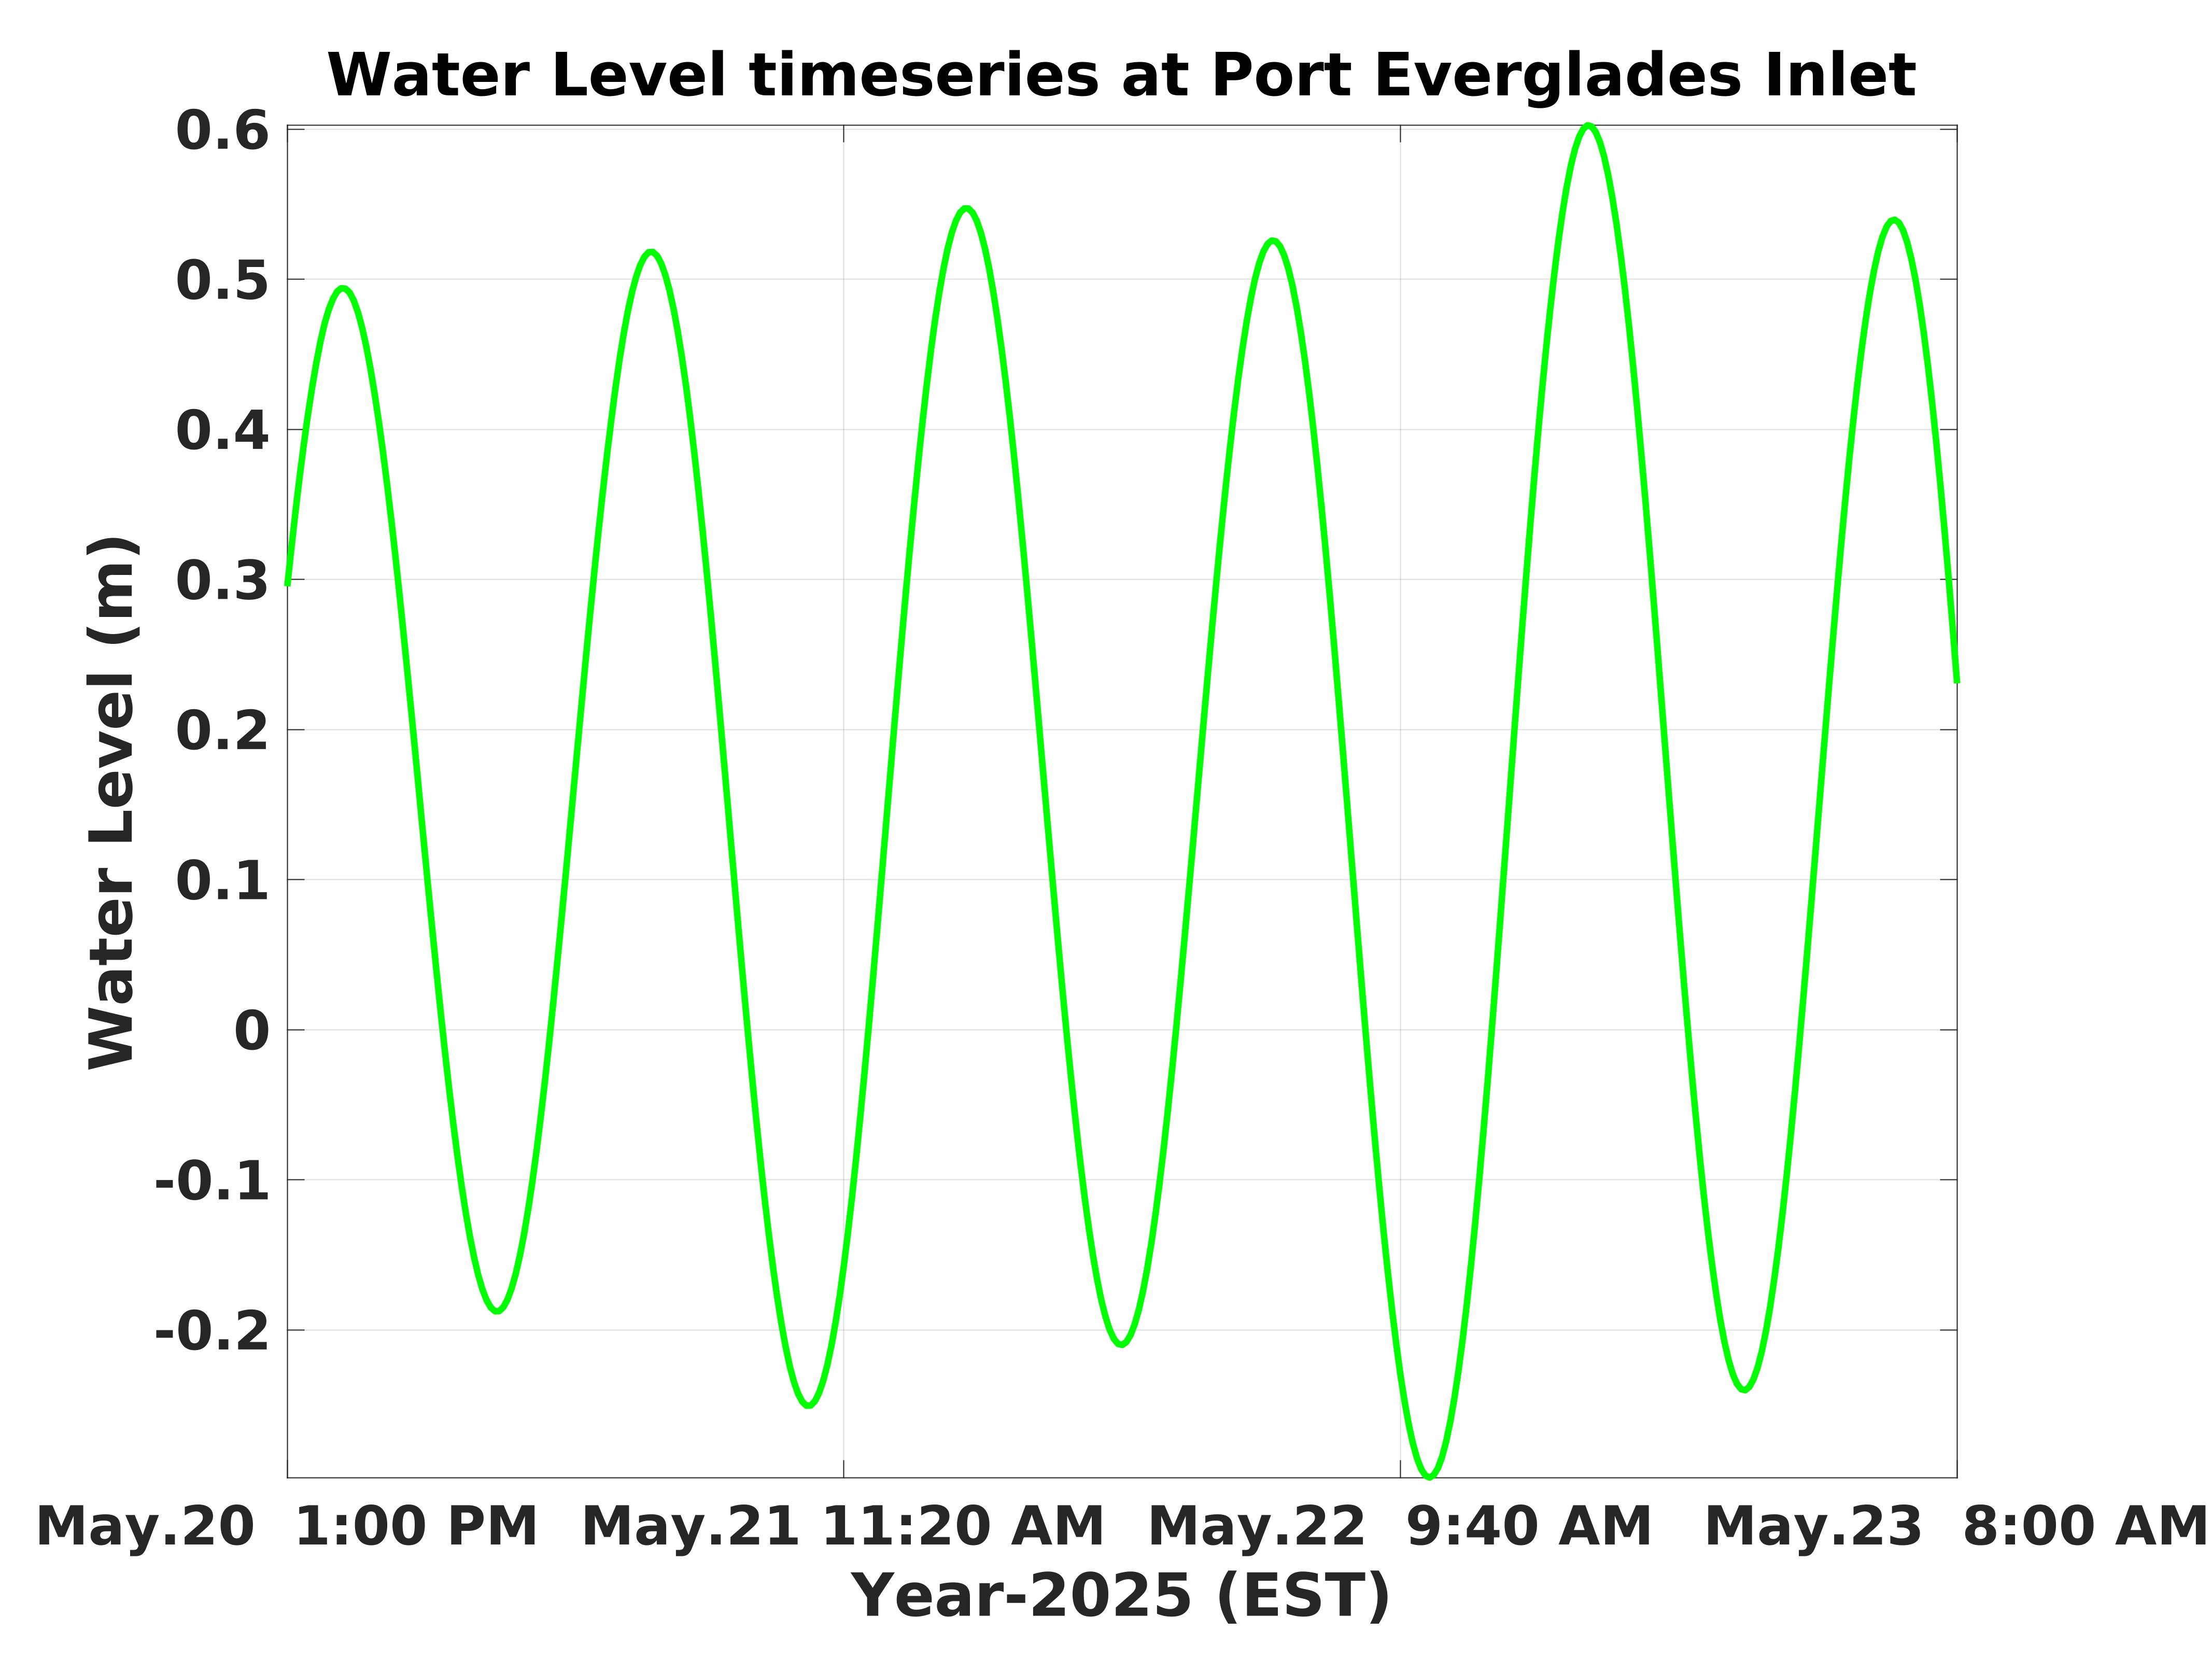 Water Level timeseries at Port Everglades Inlet
0.6
0.5
0.4
0.3
0.2
0.1
0
-0.1
-0.2
Water Level (m)
May.20 1:00 PM May.21 11:20 AM May.22 9:40 AM May.23 8:00 AM
Year-2025 (EST)